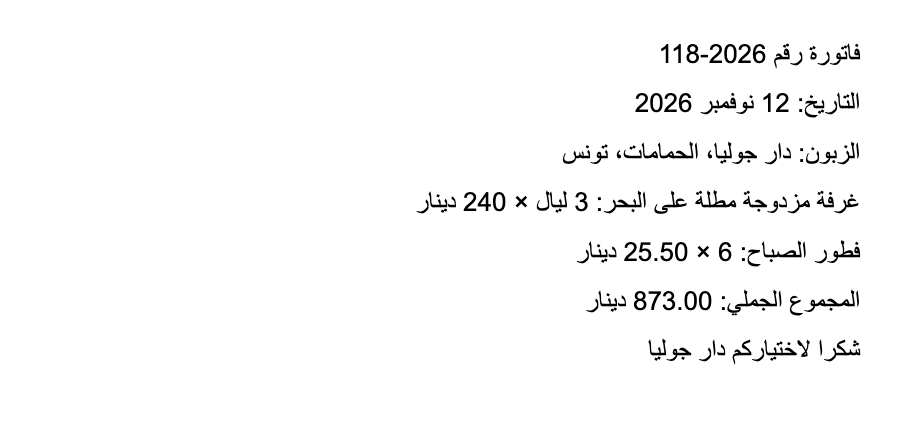 فاتورة رقم 2026-118
التاريخ: 12 نوفمبر 2026
الزبون: دار جوليا، الحمامات، تونس
غرفة مزدوجة مطلة على البحر: 3 ليال × 240 دينار
فطور الصباح: 6 × 25.50 دينار
المجموع الجملي: 873.00 دينار
شكرا لاختياركم دار جوليا